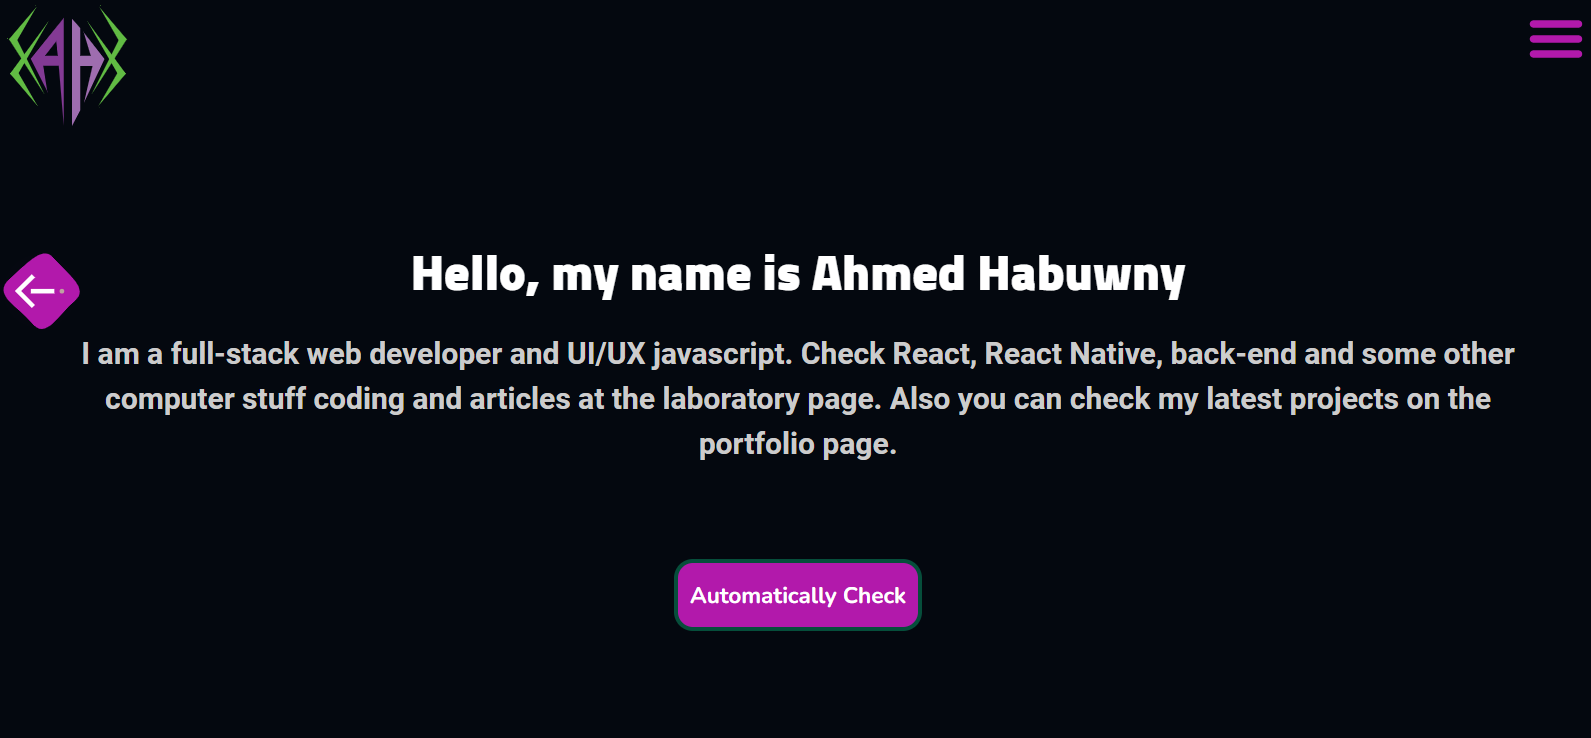 AH
Hello, my name is Ahmed Habuwny
I am a full-stack web developer and UI/UX javascript. Check React, React Native, back-end and some other
computer stuff coding and articles at the laboratory page. Also you can check my latest projects on the
portfolio page.
Automatically Check